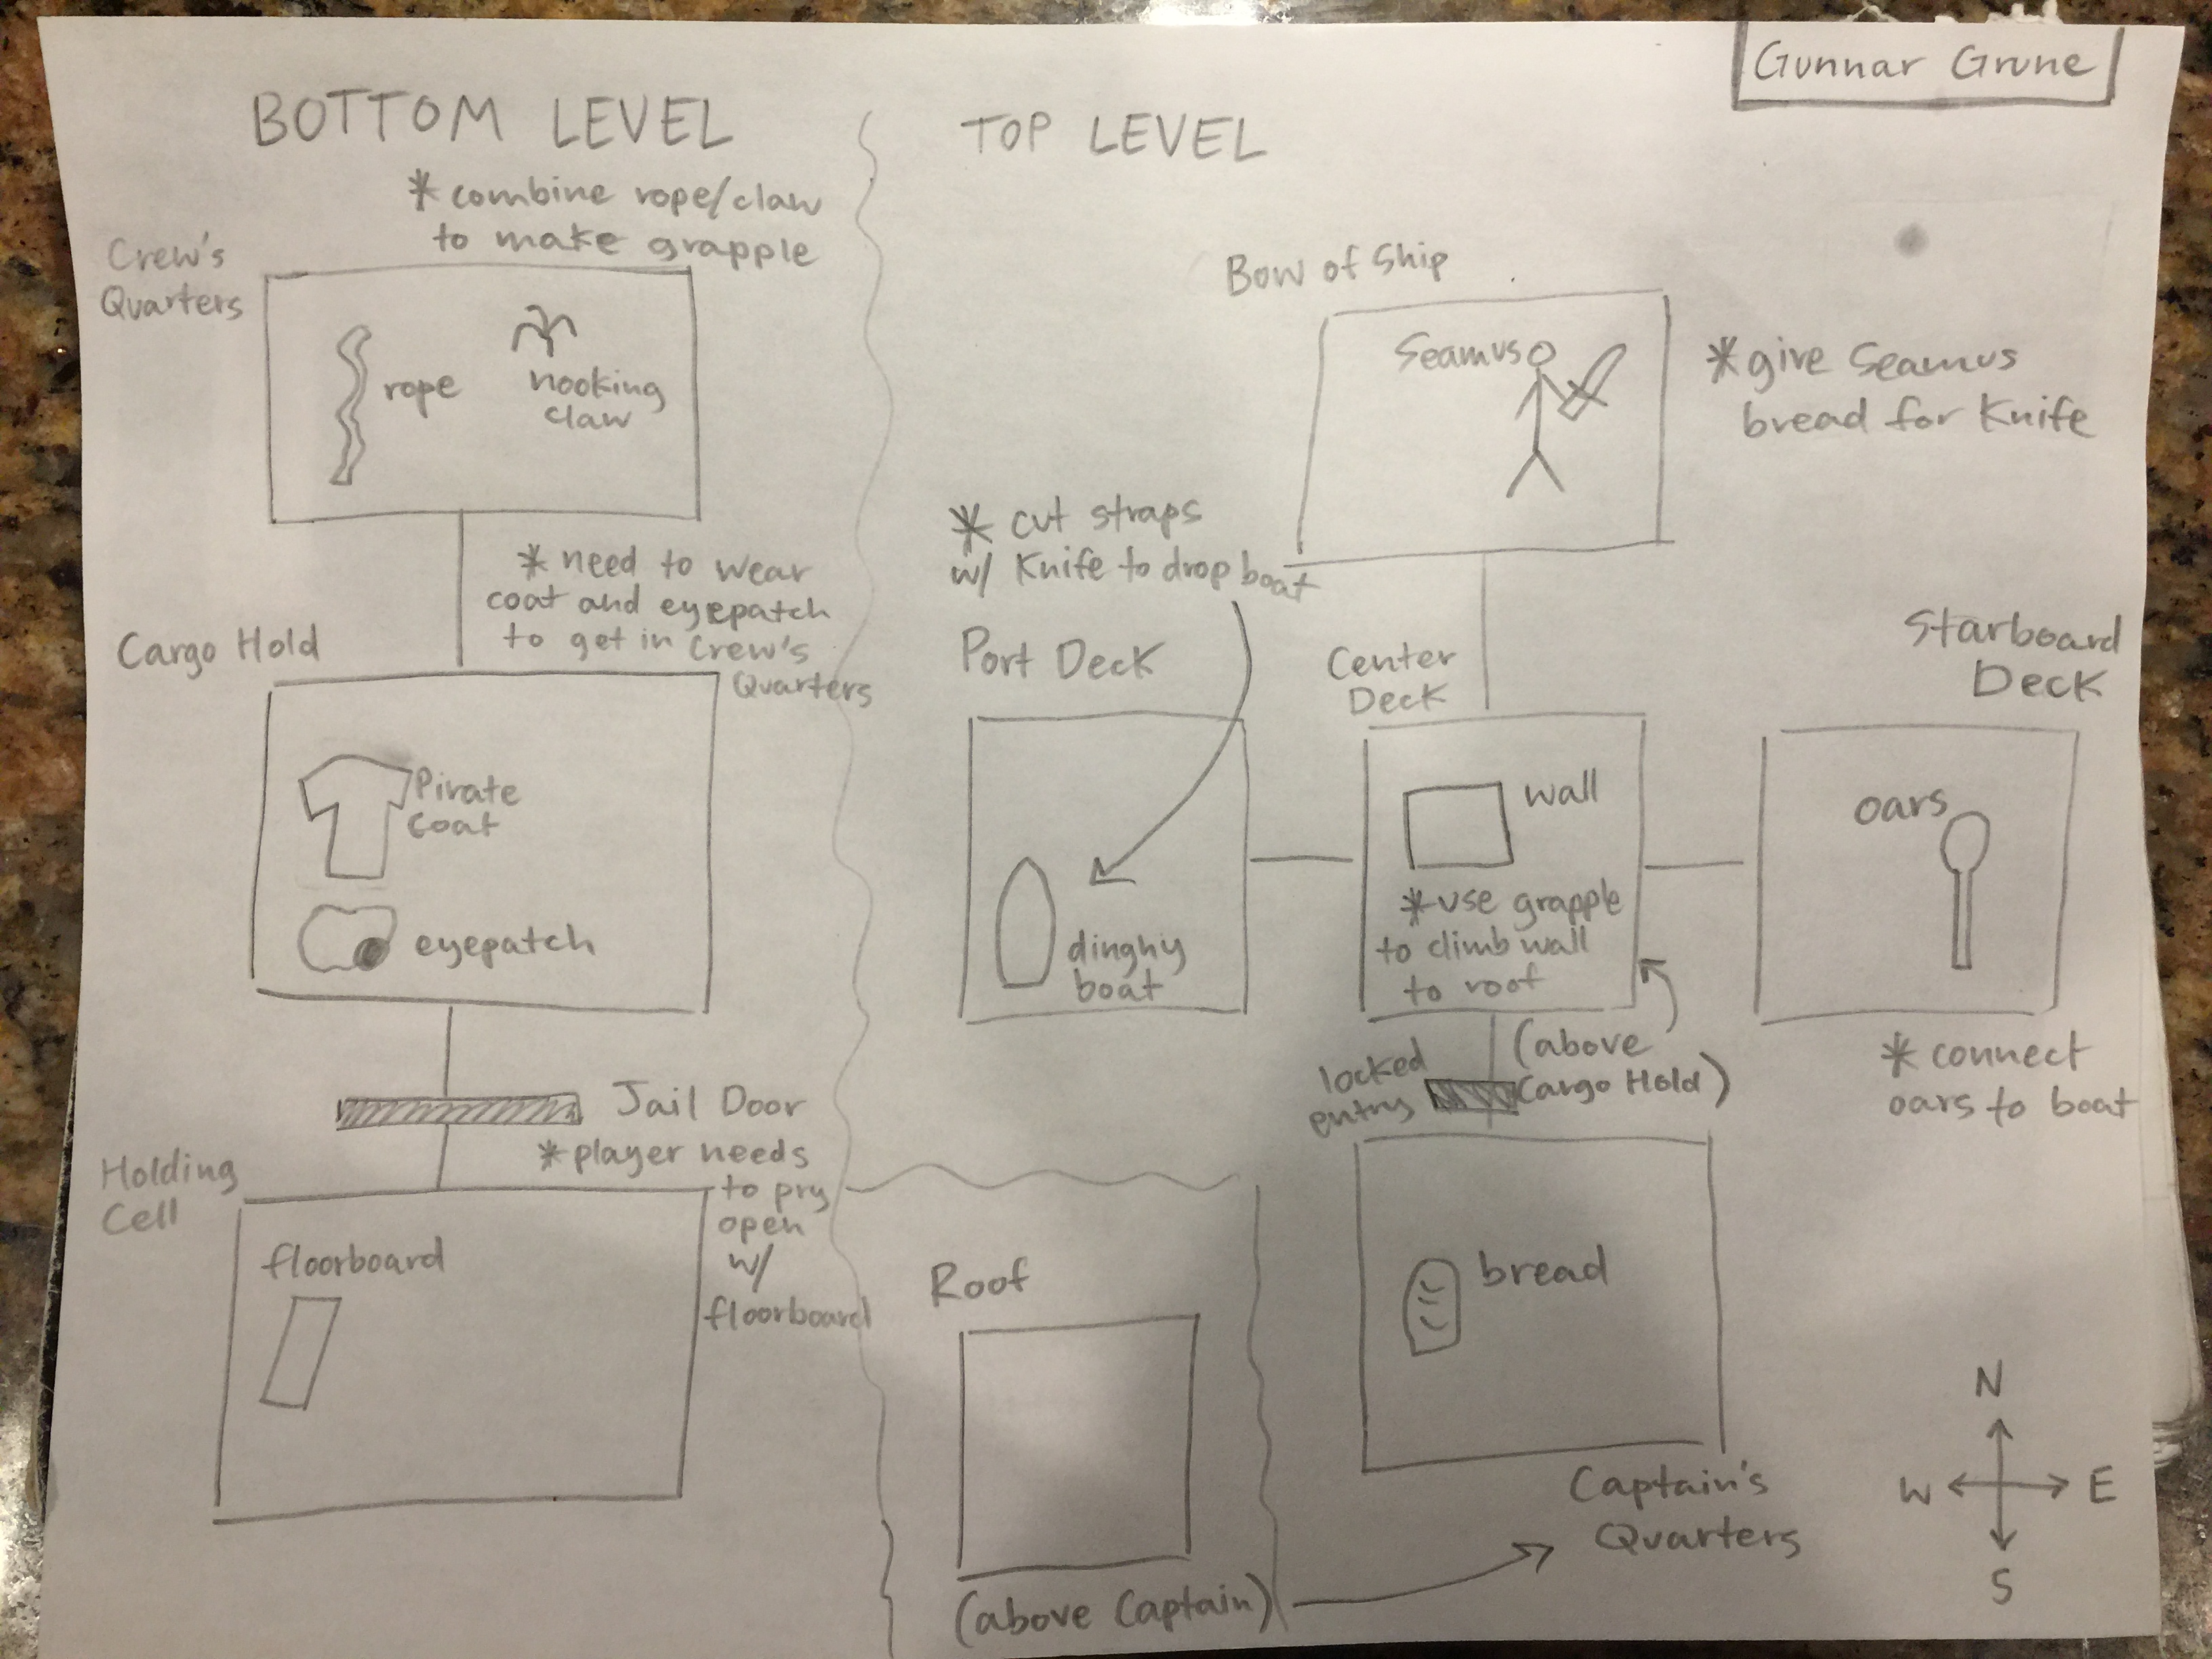 Gunnar Grune
BOTTOM LEVEL
*combine rope/claw
to make grapple
Crew's
Quarters
rope
hooking
claw
*need to wear
coat and eyepatch
to get in Crew's
Quarters
Cargo Hold
Pirate
coat
eyepatch
Jail Door
*player needs
to pry
open
w/
floorboard
Holding
Cell
floorboard
TOP LEVEL
Bow of Ship
Seamus
*give Seamus
bread for Knife
*cut straps
w/ Knife to drop boat
Port Deck
dinghiy
boat
Center
Deck
wall
*use grapple
to climb wall
to roof
Starboard
Deck
oars
*connect
oars to boat
(above
Cargo Hold)
locked
entry
Roof
(above Captain)
bread
Captain's
Quarters
N
W
E
S